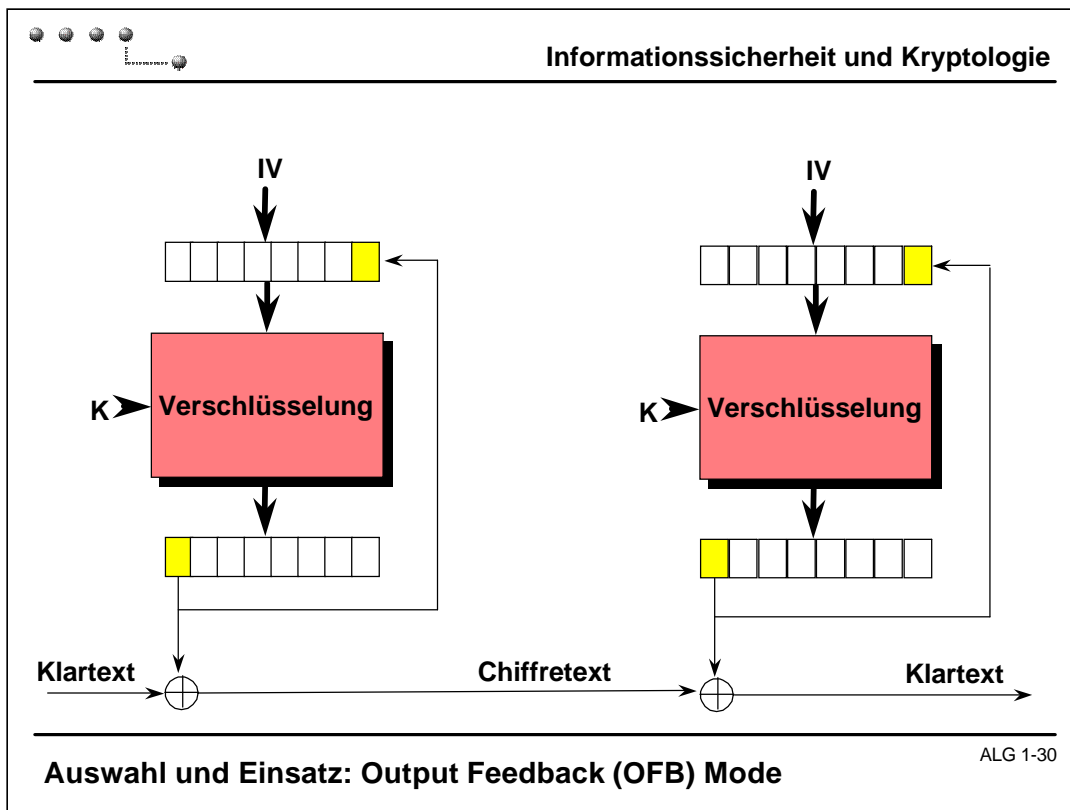 Informationssicherheit und Kryptologie
IV
IV
K
Verschlüsselung
K
Verschlüsselung
Klartext
Chiffretext
Klartext
Auswahl und Einsatz: Output Feedback (OFB) Mode
ALG 1-30